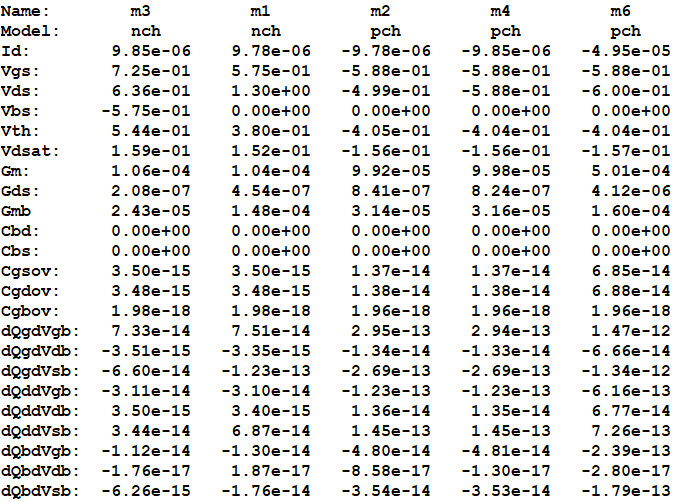 Name: m3 m1 m2 m4 m6
Model: nch nch pch pch pch
Id: 9.85e-06 9.78e-06 -9.78e-06 -9.85e-06 -4.95e-05
Vgs: 7.25e-01 5.75e-01 -5.88e-01 -5.88e-01 -5.88e-01
Vds: 6.36e-01 1.30e+00 -4.99e-01 -5.88e-01 -6.00e-01
Vbs: -5.75e-01 0.00e+00 0.00e+00 0.00e+00 0.00e+00
Vth: 5.44e-01 3.80e-01 -4.05e-01 -4.04e-01 -4.04e-01
Vdsat: 1.59e-01 1.52e-01 -1.56e-01 -1.56e-01 -1.57e-01
Gm: 1.06e-04 1.04e-04 9.92e-05 9.98e-05 5.01e-04
Gds: 2.08e-07 4.54e-07 8.41e-07 8.24e-07 4.12e-06
Gmb 2.43e-05 1.48e-04 3.14e-05 3.16e-05 1.60e-04
Cbd: 0.00e+00 0.00e+00 0.00e+00 0.00e+00 0.00e+00
Cbs: 0.00e+00 0.00e+00 0.00e+00 0.00e+00 0.00e+00
Cgsov: 3.50e-15 3.50e-15 1.37e-14 1.37e-14 6.85e-14
Cgdov: 3.48e-15 3.48e-15 1.38e-14 1.38e-14 6.88e-14
Cgbov: 1.98e-18 1.98e-18 1.96e-18 1.96e-18 1.96e-18
dQgdVgb: 7.33e-14 7.51e-14 2.95e-13 2.94e-13 1.47e-12
dQgdVdb: -3.51e-15 -3.35e-15 -1.34e-14 -1.33e-14 -6.66e-14
dQgdVsb: -6.60e-14 -1.23e-13 -2.69e-13 -2.69e-13 -1.34e-12
dQddVgb: -3.11e-14 -3.10e-14 -1.23e-13 -1.23e-13 -6.16e-13
dQddVdb: 3.50e-15 3.40e-15 1.36e-14 1.35e-14 6.77e-14
dQddVsb: 3.44e-14 6.87e-14 1.45e-13 1.45e-13 7.26e-13
dQbdVgb: -1.12e-14 -1.30e-14 -4.80e-14 -4.81e-14 -2.39e-13
dQbdVdb: -1.76e-17 1.87e-17 -8.58e-17 -1.30e-17 -2.80e-17
dQbdVsb: -6.26e-15 -1.76e-14 -3.54e-14 -3.53e-14 -1.79e-13